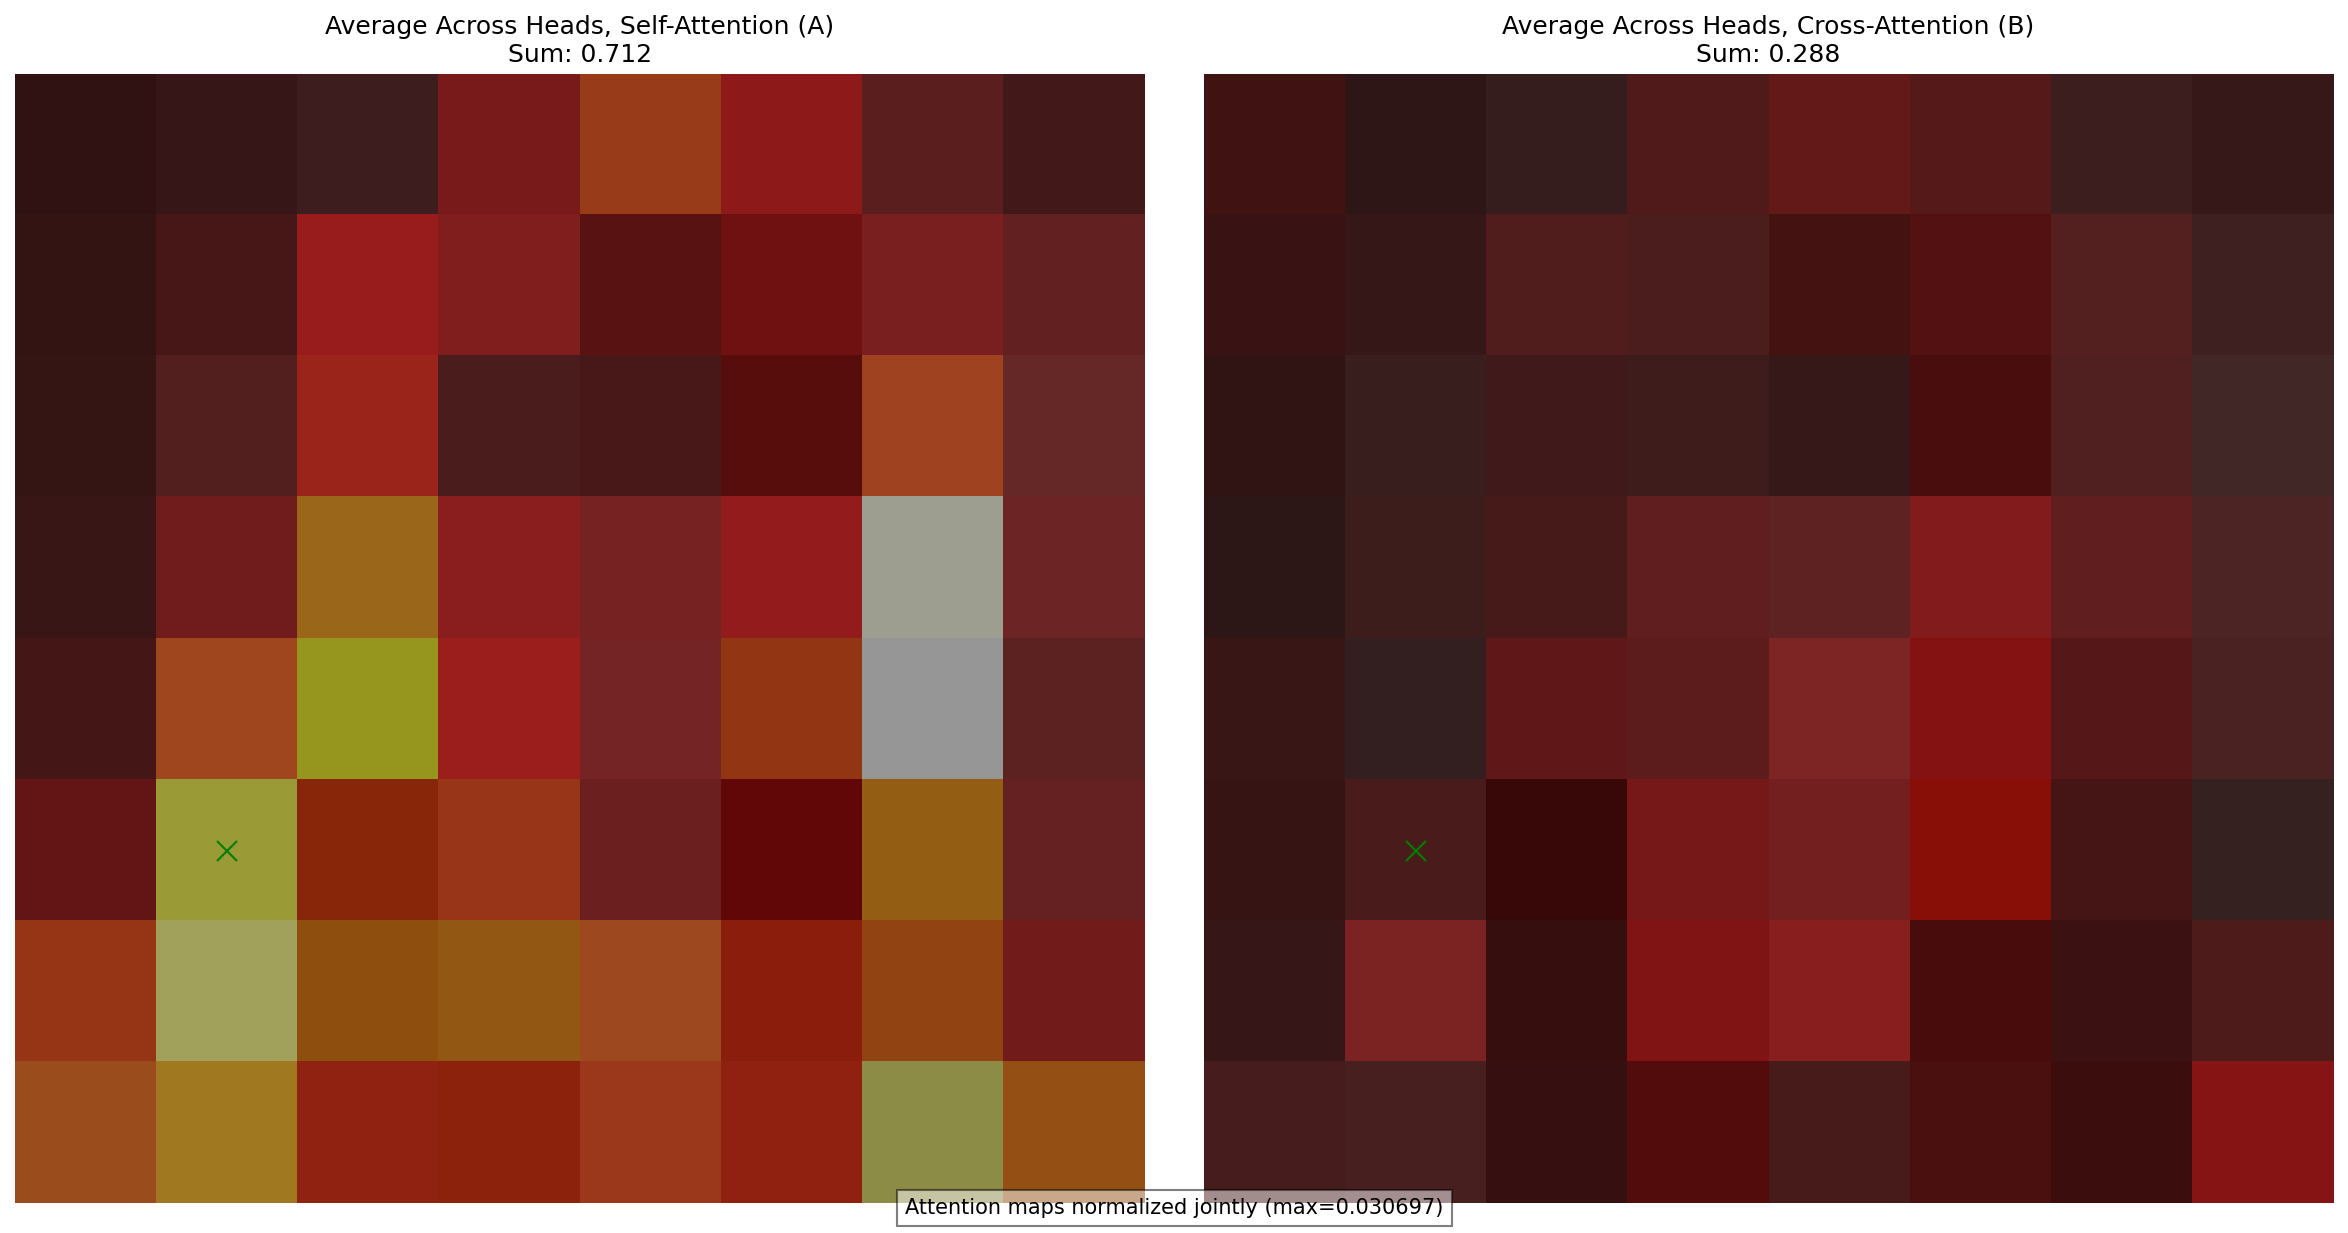 Average Across Heads, Self-Attention (A)
Sum: 0.712
Average Across Heads, Cross-Attention (B)
Sum: 0.288
Attention maps normalized jointly (max=0.030697)